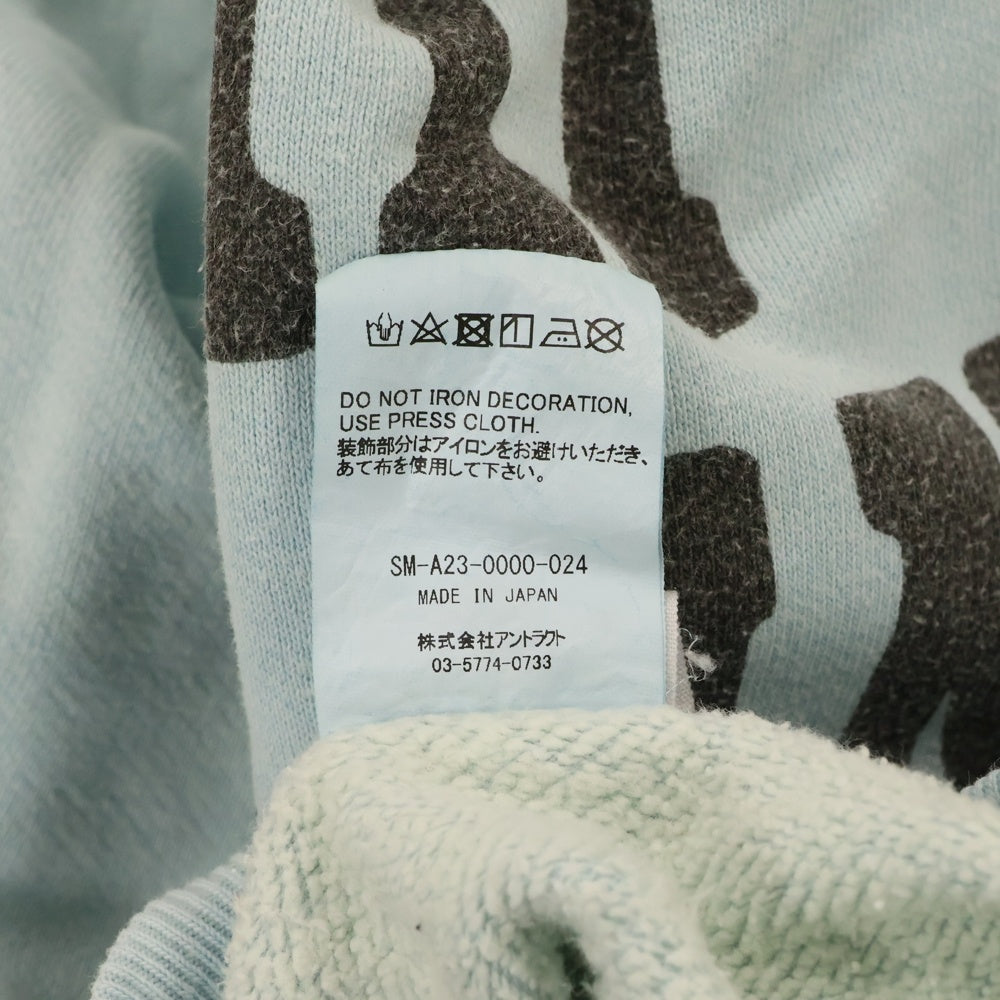 DO NOT IRON DECORATION,
USE PRESS CLOTH.
装飾部分はアイロンをお避けいただき、
あて布を使用して下さい。
SM-A23-0000-024
MADE IN JAPAN
株式会社アントラクト
03-5774-0733